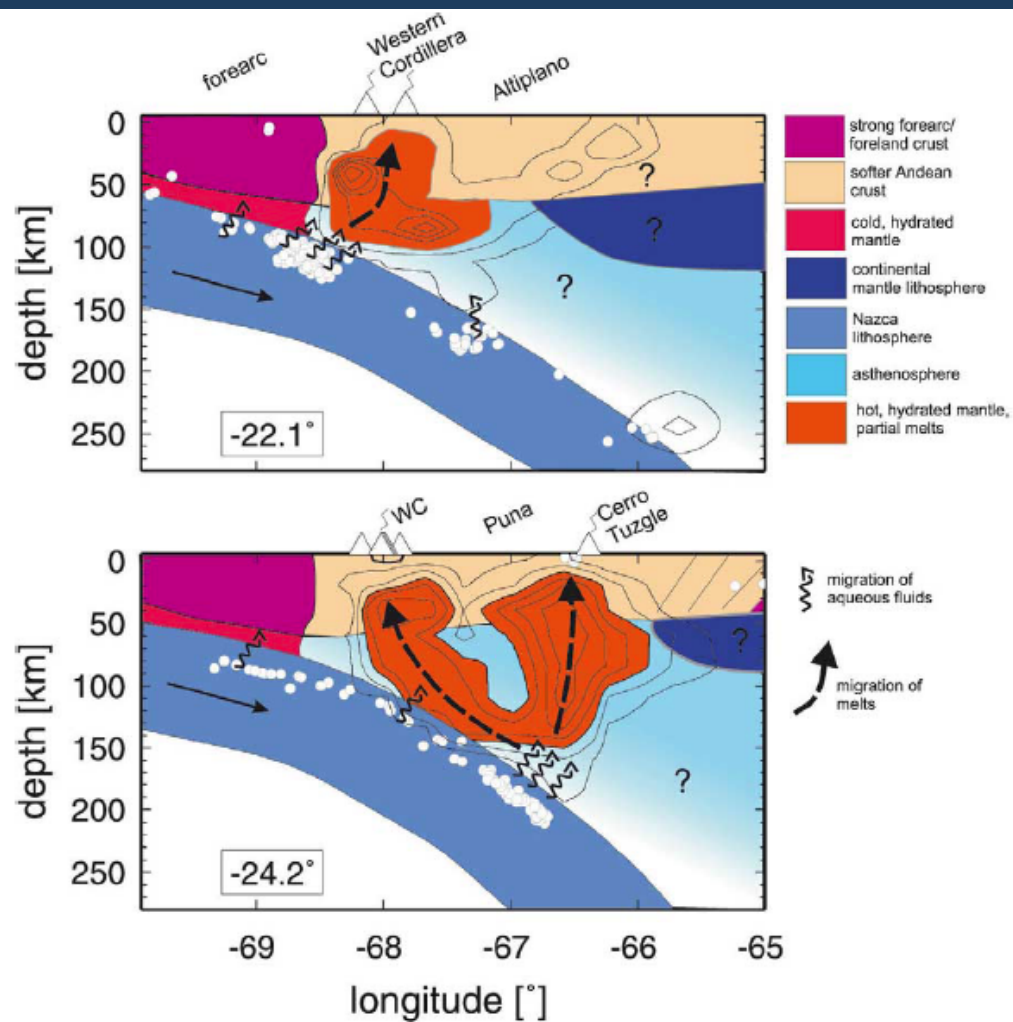 forearc
Western
Cordillera
Altiplano
0
50
100
150
200
250
depth [km]
?
?
?
-22.1°
strong forearc/
foreland crust
softer Andean
crust
cold, hydrated
mantle
continental
mantle lithosphere
Nazca
lithosphere
asthenosphere
hot, hydrated mantle,
partial melts
WC
Puna
Cerro
Tuzgle
0
50
100
150
200
250
depth [km]
?
?
-24.2°
migration of
aqueous fluids
migration of
melts
-69
-68
-67
-66
-65
longitude [°]